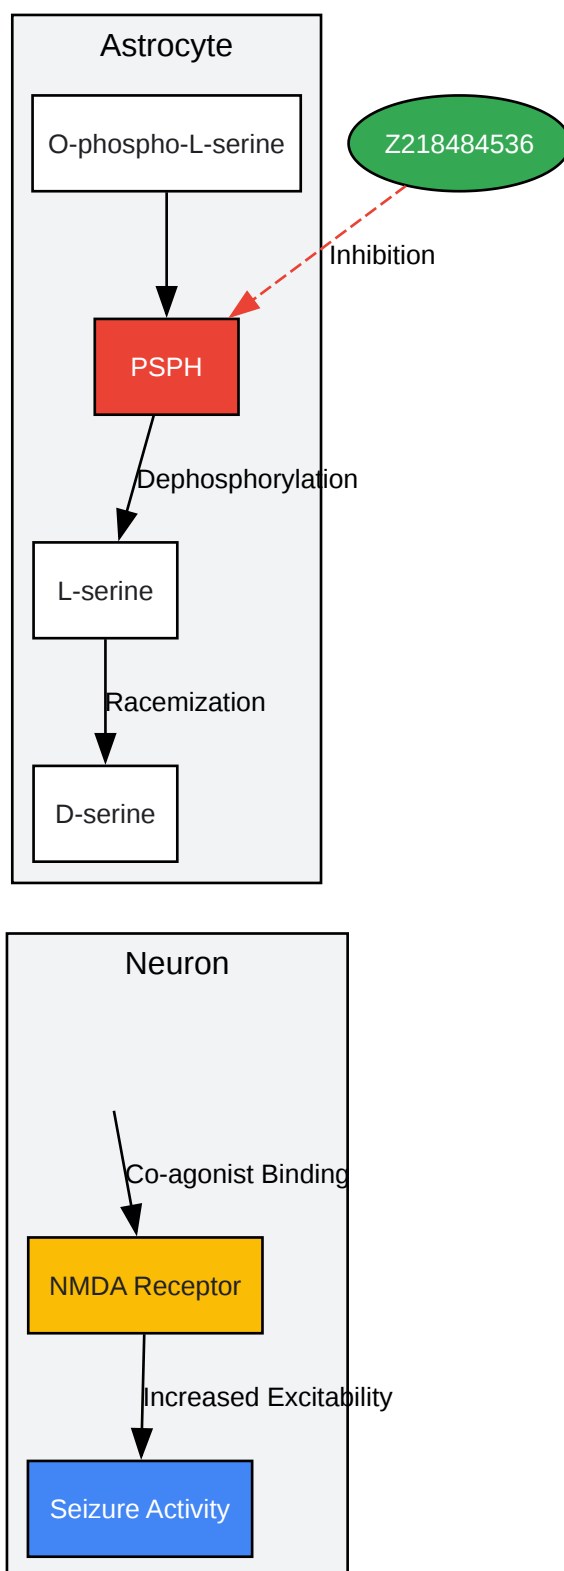 Astrocyte
O-phospho-L-serine
Z218484536
Inhibition
PSPH
Dephosphorylation
L-serine
Racemization
D-serine
Neuron
Co-agonist Binding
NMDA Receptor
Increased Excitability
Seizure Activity